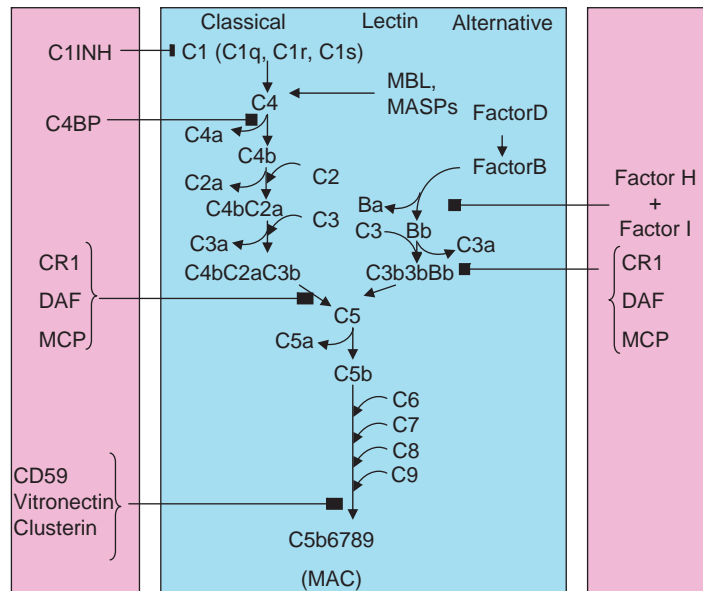 Classical Lectin Alternative
C1INH
C1 (C1q, C1r, C1s)
MBL,
MASPs
C4
FactorD
C4BP
C4a
C4b
FactorB
C2a
C2
C4bC2a
Ba
Factor H
+
Factor I
C3
C3
Bb
C3a
C3a
CR1
DAF
MCP
C4bC2aC3b
C3b3bBb
CR1
DAF
MCP
C5
C5a
C5b
C6
C7
C8
C9
CD59
Vitronectin
Clusterin
C5b6789
(MAC)